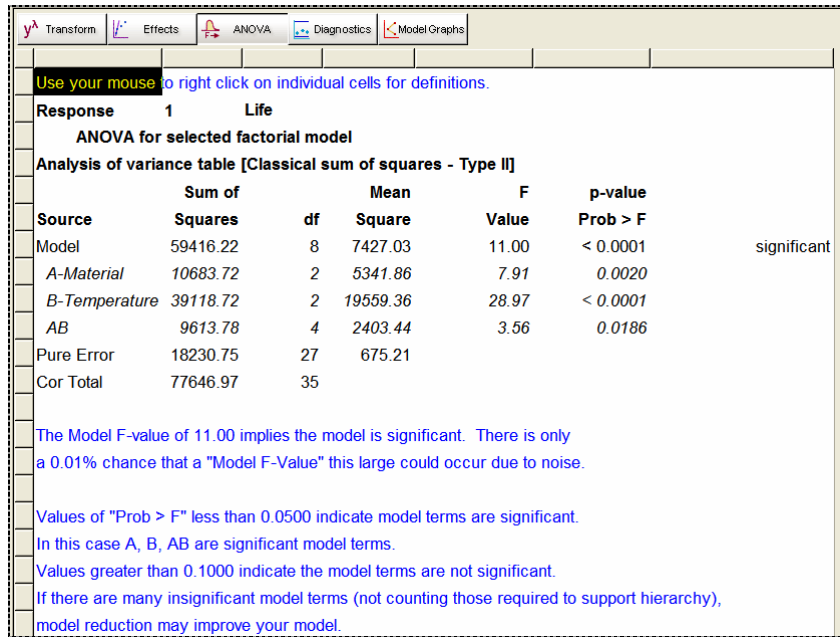 yλ Transform Effects ANOVA Diagnostics Model Graphs
Use your mouse to right click on individual cells for definitions.
Response 1 Life
ANOVA for selected factorial model
Analysis of variance table [Classical sum of squares - Type II]
Sum of Mean F p-value
Source Squares df Square Value Prob > F
Model 59416.22 8 7427.03 11.00 < 0.0001 significant
A-Material 10683.72 2 5341.86 7.91 0.0020
B-Temperature 39118.72 2 19559.36 28.97 < 0.0001
AB 9613.78 4 2403.44 3.56 0.0186
Pure Error 18230.75 27 675.21
Cor Total 77646.97 35
The Model F-value of 11.00 implies the model is significant. There is only
a 0.01% chance that a "Model F-Value" this large could occur due to noise.
Values of "Prob > F" less than 0.0500 indicate model terms are significant.
In this case A, B, AB are significant model terms.
Values greater than 0.1000 indicate the model terms are not significant.
If there are many insignificant model terms (not counting those required to support hierarchy),
model reduction may improve your model.